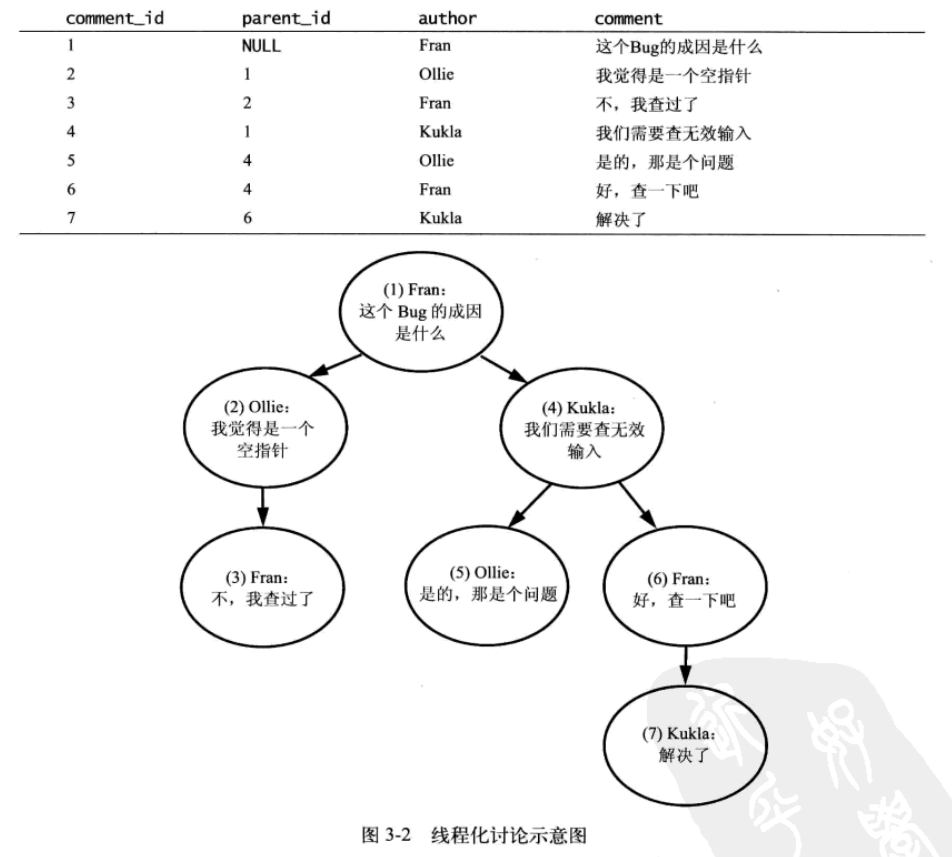 comment_id parent_id author comment
1 NULL Fran 这个Bug的成因是什么
2 1 Ollie 我觉得是一个空指针
3 2 Fran 不，我查过了
4 1 Kukla 我们需要查无效输入
5 4 Ollie 是的，那是个问题
6 4 Fran 好，查一下吧
7 6 Kukla 解决了
(1) Fran：
这个 Bug 的成因
是什么
(2) Ollie：
我觉得是一个
空指针
(4) Kukla：
我们需要查无效
输入
(3) Fran：
不，我查过了
(5) Ollie：
是的，那是个问题
(6) Fran：
好，查一下吧
(7) Kukla：
解决了
图 3-2 线程化讨论示意图